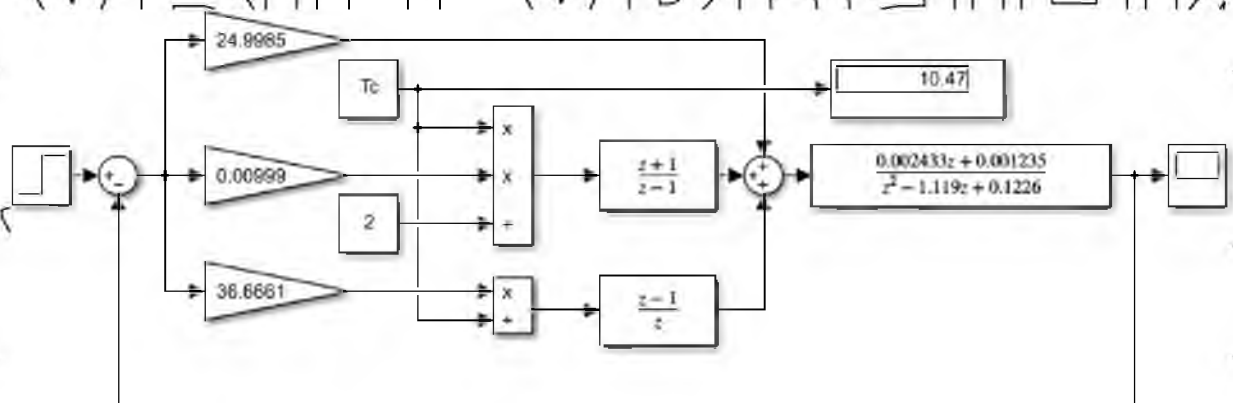 24.9985
Tc
10.47
0.00999
2
36.6661
x
x
÷
x
÷
z + 1
z − 1
z − 1
z
0.002433z + 0.001235
z² − 1.119z + 0.1226